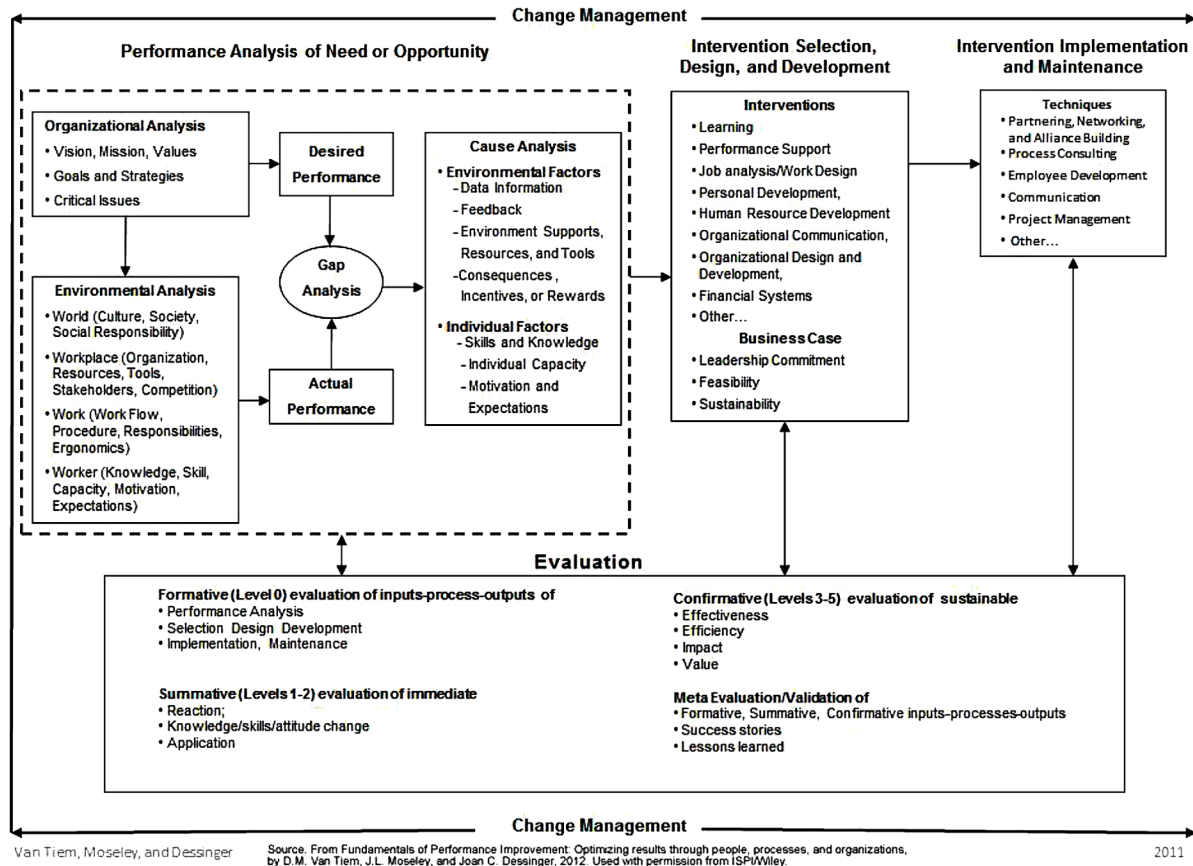 Change Management
Performance Analysis of Need or Opportunity
Intervention Selection,
Design, and Development
Intervention Implementation
and Maintenance
Organizational Analysis
• Vision, Mission, Values
• Goals and Strategies
• Critical Issues
Desired
Performance
Environmental Analysis
• World (Culture, Society,
Social Responsibility)
• Workplace (Organization,
Resources, Tools,
Stakeholders, Competition)
• Work (Work Flow,
Procedure, Responsibilities,
Ergonomics)
• Worker (Knowledge, Skill,
Capacity, Motivation,
Expectations)
Gap
Analysis
Actual
Performance
Cause Analysis
• Environmental Factors
- Data Information
- Feedback
- Environment Supports,
Resources, and Tools
- Consequences ,
Incentives, or Rewards
• Individual Factors
- Skills and Knowledge
- Individual Capacity
- Motivation and
Expectations
Interventions
• Learning
• Performance Support
• Job analysis/Work Design
• Personal Development,
• Human Resource Development
• Organizational Communication,
• Organizational Design and
Development,
• Financial Systems
• Other...
Business Case
• Leadership Commitment
• Feasibility
• Sustainability
Techniques
• Partnering, Networking,
and Alliance Building
• Process Consulting
• Employee Development
• Communication
• Project Management
• Other...
Evaluation
Formative (Level 0) evaluation of inputs-process-outputs of
• Performance Analysis
• Selection Design Development
• Implementation, Maintenance
Summative (Levels 1-2) evaluation of immediate
• Reaction;
• Knowledge/skills/attitude change
• Application
Confirmative (Levels 3-5) evaluation of sustainable
• Effectiveness
• Efficiency
• Impact
• Value
Meta Evaluation/Validation of
• Formative, Summative, Confirmative inputs-processes-outputs
• Success stories
• Lessons learned
Change Management
Van Tiem, Moseley, and Dessinger
Source. From Fundamentals of Performance Improvement: Optimizing results through people, processes, and organizations,
by D.M. Van Tiem, J.L. Moseley, and Joan C. Dessinger, 2012. Used with permission from ISPI/Wiley.
2011